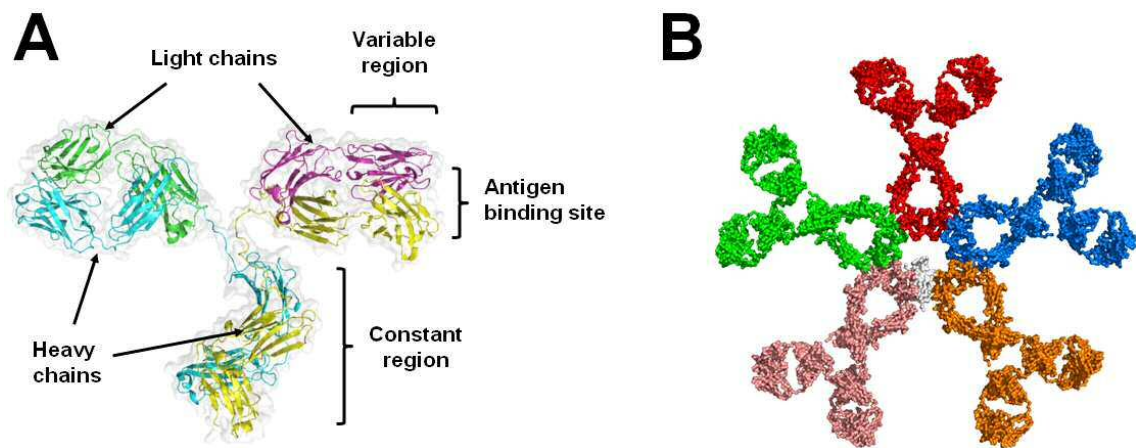 A
Light chains
Variable
region
Antigen
binding site
Heavy
chains
Constant
region
B